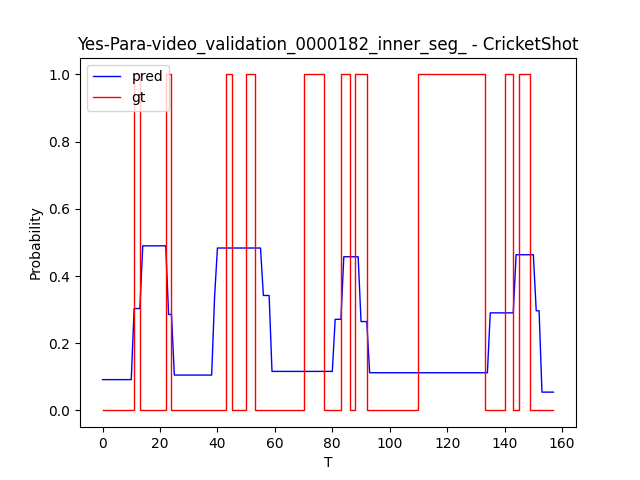 Yes-Para-video_validation_0000182_inner_seg_ - CricketShot
pred
gt
1.0
0.8
0.6
0.4
0.2
0.0
Probability
0 20 40 60 80 100 120 140 160
T